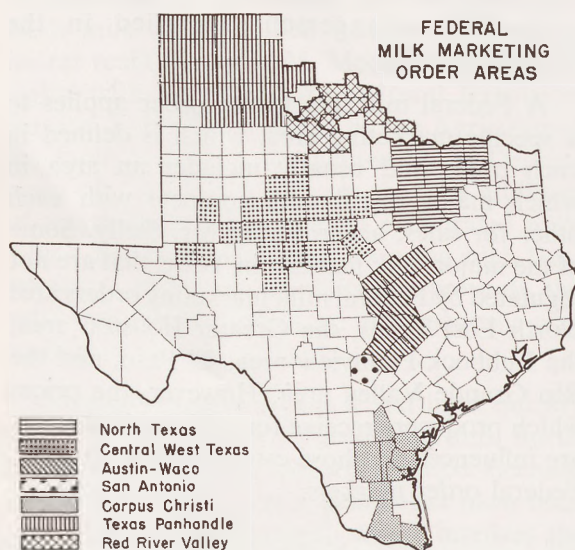 FEDERAL
MILK MARKETING
ORDER AREAS
North Texas
Central West Texas
Austin-Waco
San Antonio
Corpus Christi
Texas Panhandle
Red River Valley